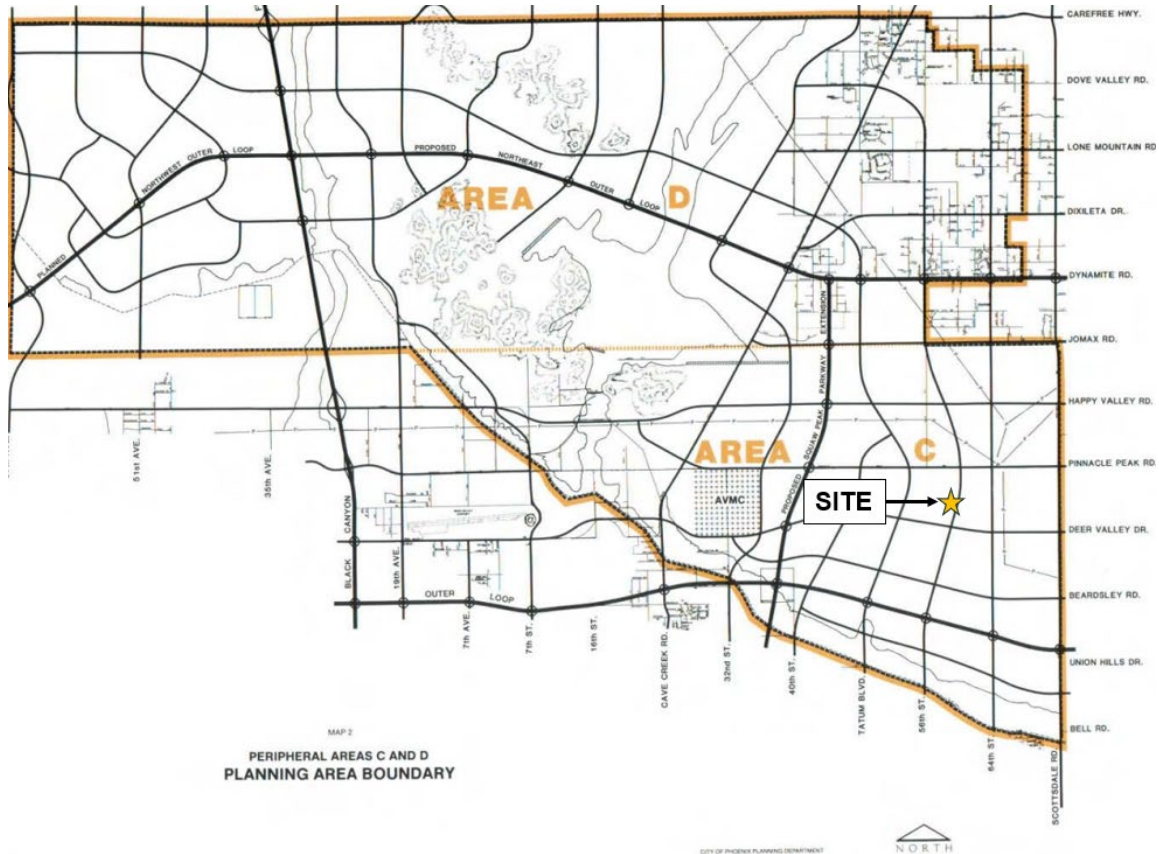 CAREFREE HWY.
DOVE VALLEY RD.
LONE MOUNTAIN RD
DIXILETA DR.
DYNAMITE RD.
JOMAX RD.
HAPPY VALLEY RD.
PINNACLE PEAK RD.
DEER VALLEY DR.
BEARDSLEY RD.
UNION HILLS DR.
BELL RD.
PLANNED NORTHWEST OUTER LOOP
PROPOSED NORTHEAST OUTER LOOP
AREA D
AREA C
PROPOSED SQUAW PEAK PARKWAY EXTENSION
AVMC
SITE
BLACK CANYON
OUTER LOOP
51st AVE.
35th AVE.
19th AVE.
7th AVE.
7th ST.
16th ST.
CAVE CREEK RD.
32nd ST.
40th ST.
TATUM BLVD.
56th ST.
64th ST.
SCOTTSDALE RD.
MAP 2
PERIPHERAL AREAS C AND D
PLANNING AREA BOUNDARY
CITY OF PHOENIX PLANNING DEPARTMENT
NORTH